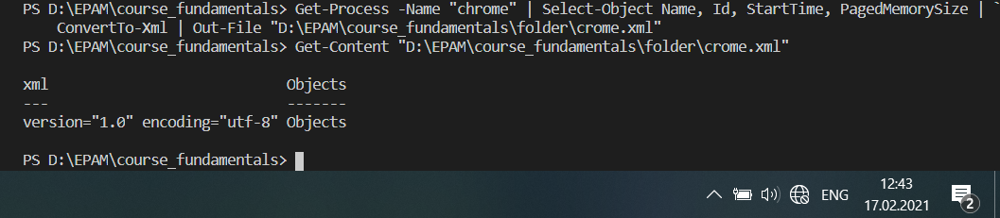 PS D:\EPAM\course_fundamentals> Get-Process -Name "chrome" | Select-Object Name, Id, StartTime, PagedMemorySize | `
ConvertTo-Xml | Out-File "D:\EPAM\course_fundamentals\folder\crome.xml"
PS D:\EPAM\course_fundamentals> Get-Content "D:\EPAM\course_fundamentals\folder\crome.xml"
xml Objects
--- -------
version="1.0" encoding="utf-8" Objects
PS D:\EPAM\course_fundamentals>
ENG
12:43
17.02.2021
2